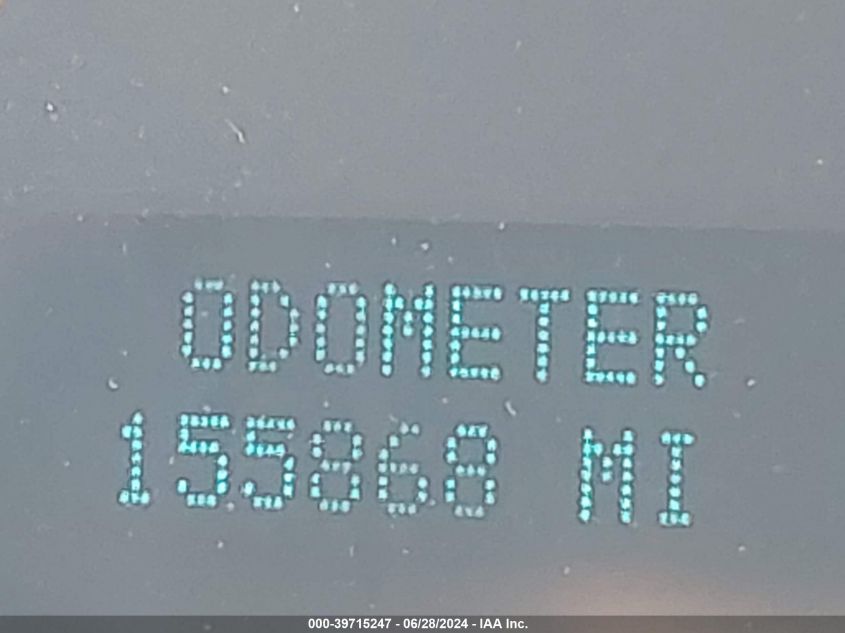 ODOMETER
155868 MI
000-39715247 - 06/28/2024 - IAA Inc.